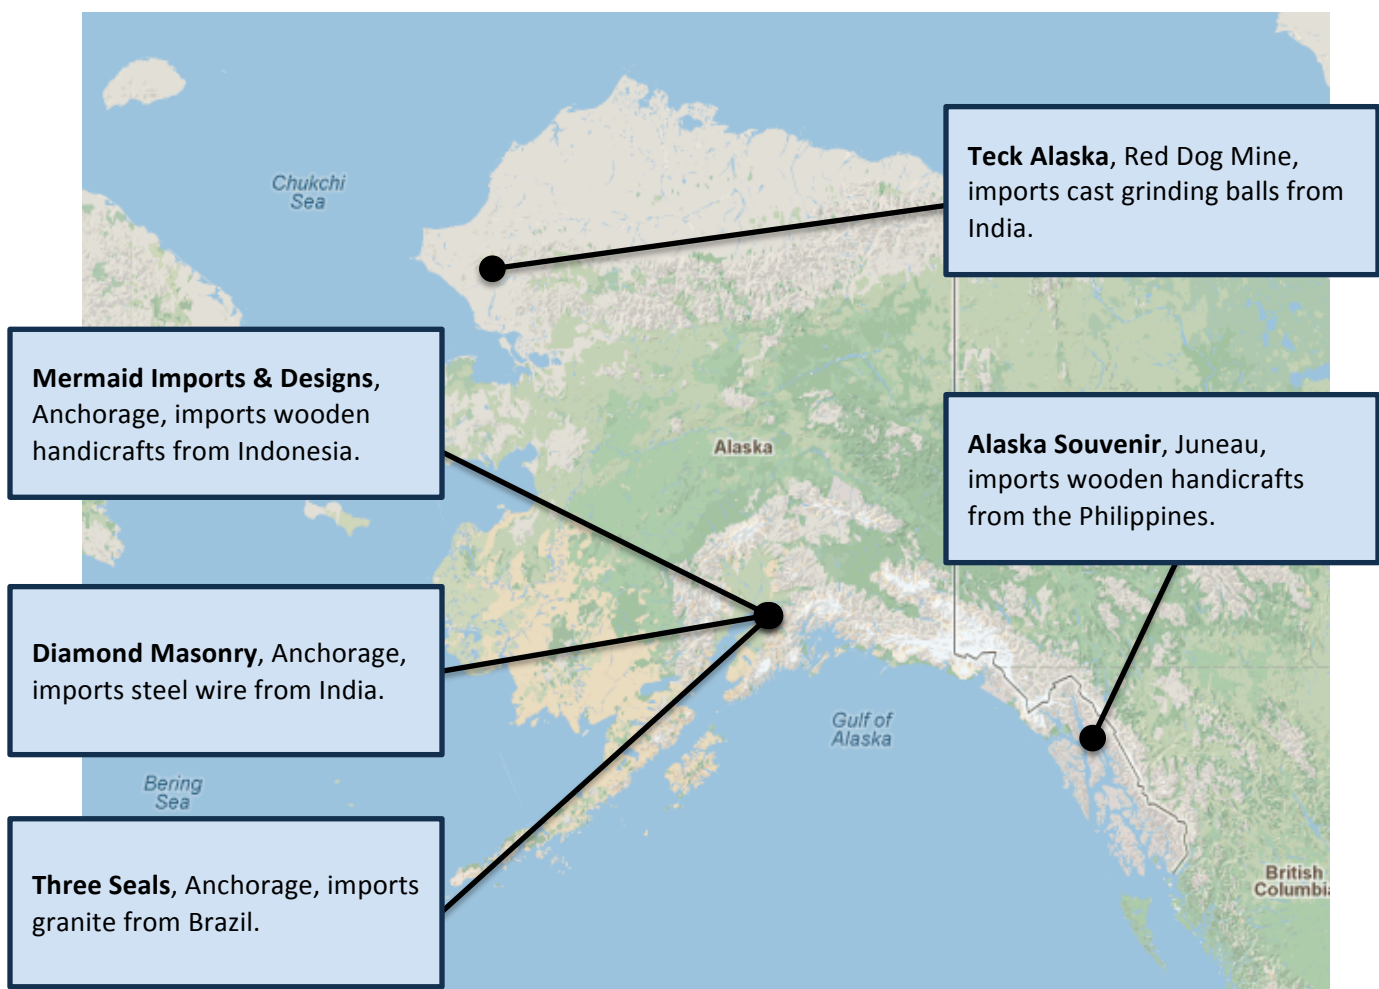 Chukchi
Sea
Teck Alaska, Red Dog Mine,
imports cast grinding balls from
India.
Mermaid Imports & Designs,
Anchorage, imports wooden
handicrafts from Indonesia.
Alaska
Alaska Souvenir, Juneau,
imports wooden handicrafts
from the Philippines.
Diamond Masonry, Anchorage,
imports steel wire from India.
Gulf of
Alaska
Bering
Sea
Three Seals, Anchorage, imports
granite from Brazil.
British
Columbia